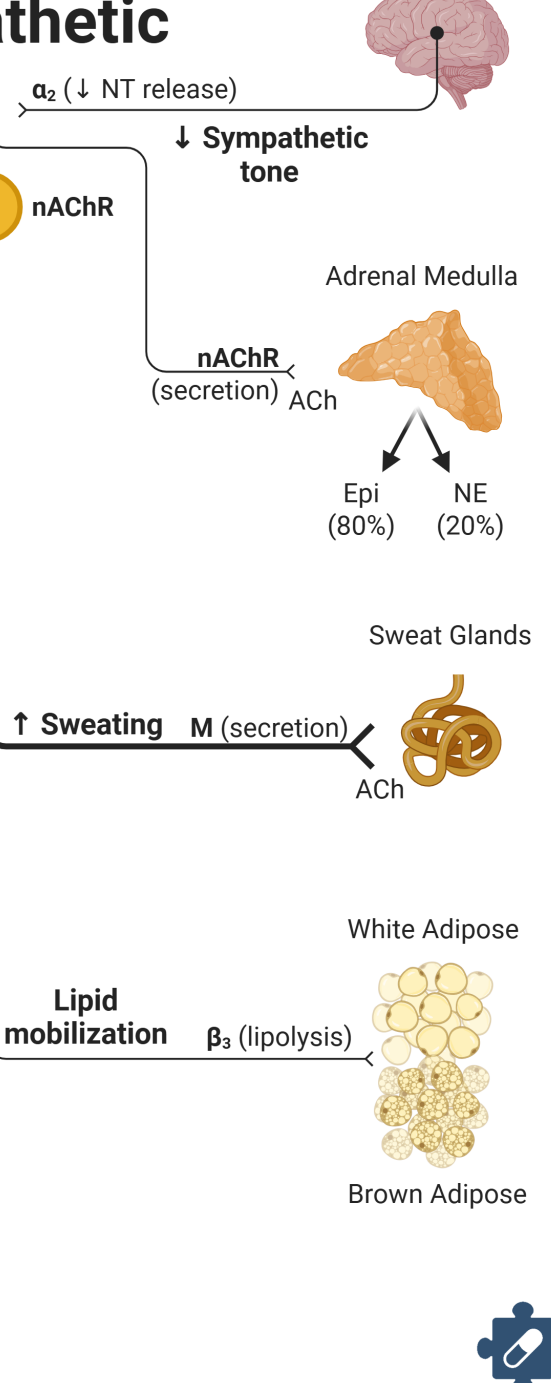 athetic
α₂ (↓ NT release)
↓ Sympathetic
tone
nAChR
Adrenal Medulla
nAChR
(secretion) ACh
Epi NE
(80%) (20%)
Sweat Glands
↑ Sweating M (secretion)
ACh
White Adipose
Lipid
mobilization β₃ (lipolysis)
Brown Adipose